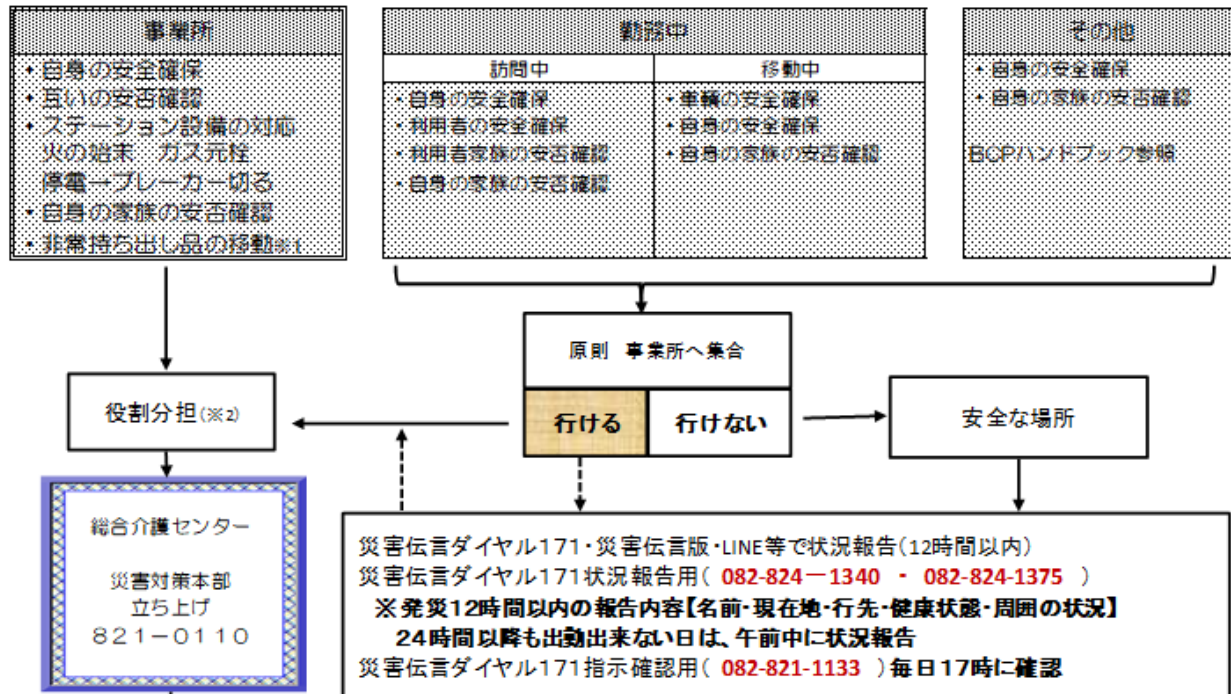 事業所
・自身の安全確保
・互いの安否確認
・ステーション設備の対応
火の始末　ガス元栓
停電→ブレーカー切る
・自身の家族の安否確認
・非常持ち出し品の移動※1
勤務中
訪問中
・自身の安全確保
・利用者の安全確保
・利用者家族の安否確認
・自身の家族の安否確認
移動中
・車輌の安全確保
・自身の安全確保
・自身の家族の安否確認
その他
・自身の安全確保
・自身の家族の安否確認
BCPハンドブック参照
原則　事業所へ集合
行ける
行けない
役割分担(※2)
安全な場所
総合介護センター
災害対策本部
立ち上げ
８２１－０１１０
災害伝言ダイヤル171・災害伝言版・LINE等で状況報告(12時間以内)
災害伝言ダイヤル171状況報告用( 082-824－1340 ・ 082-824-1375 )
※発災12時間以内の報告内容【名前・現在地・行先・健康状態・周囲の状況】
24時間以降も出勤出来ない日は、午前中に状況報告
災害伝言ダイヤル171指示確認用( 082-821-1133 )毎日17時に確認